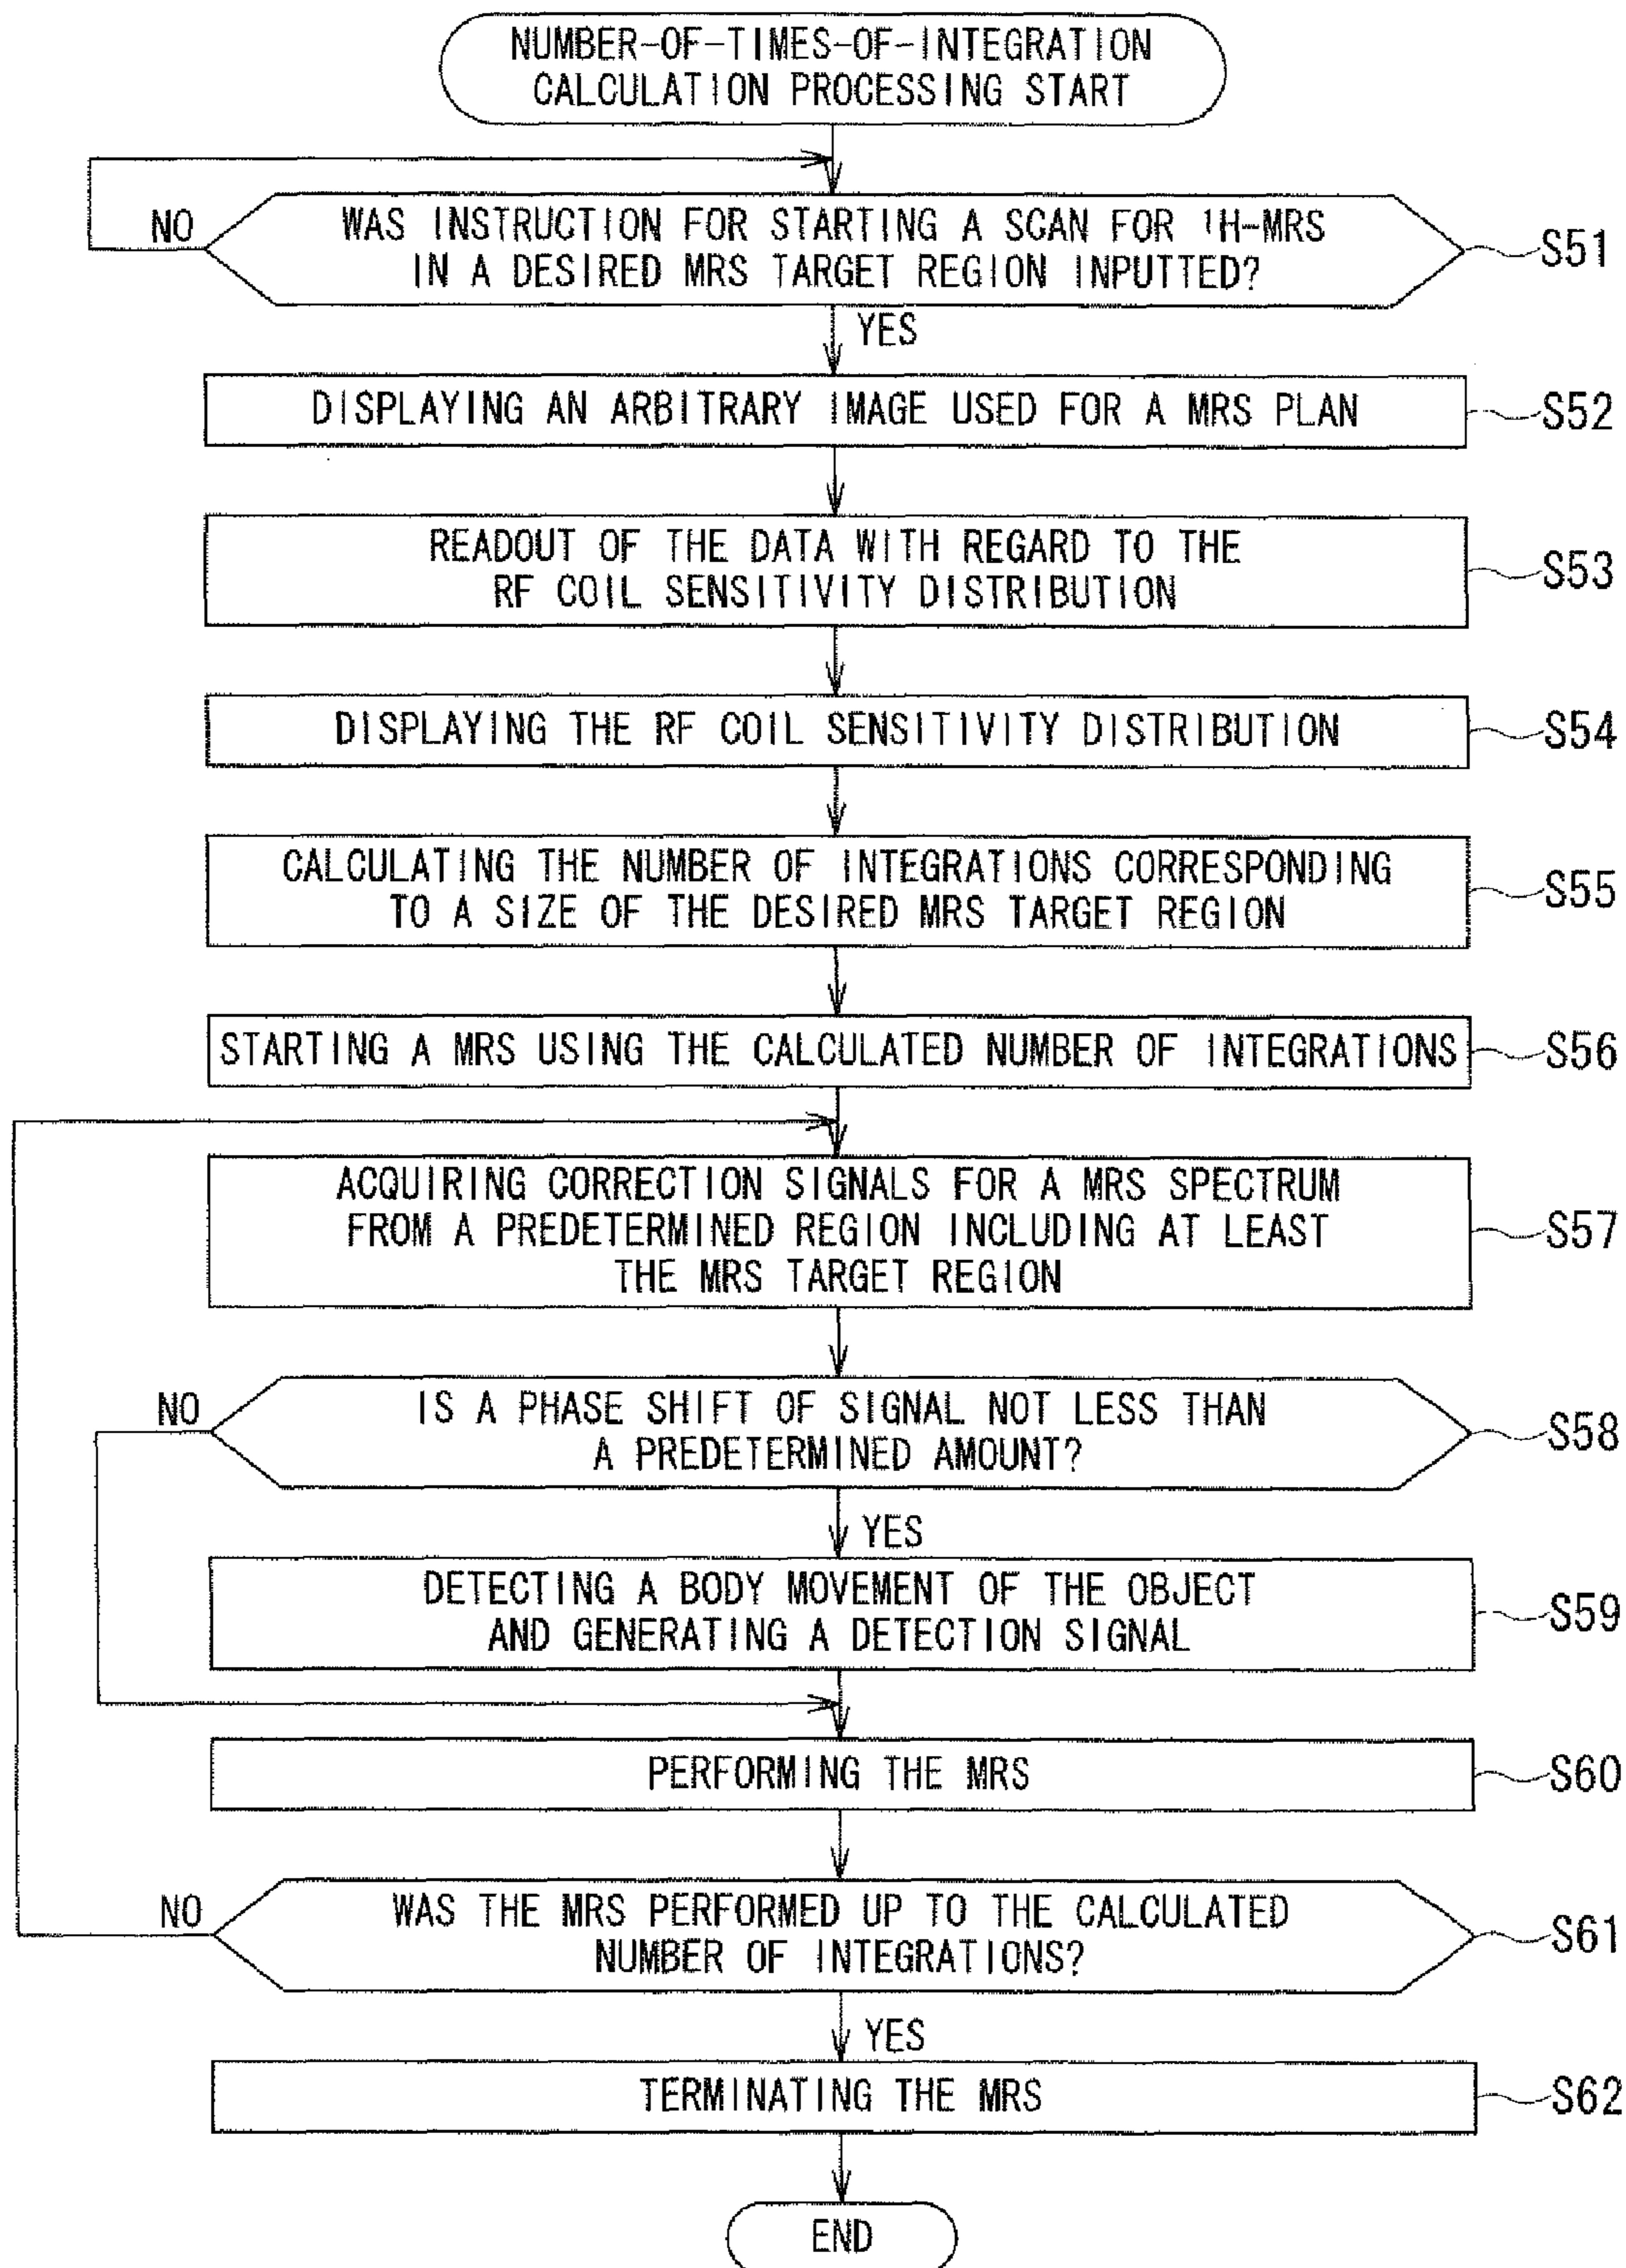 NUMBER-OF-TIMES-OF-INTEGRATION
CALCULATION PROCESSING START
NO
WAS INSTRUCTION FOR STARTING A SCAN FOR ¹H-MRS
IN A DESIRED MRS TARGET REGION INPUTTED?
S51
YES
DISPLAYING AN ARBITRARY IMAGE USED FOR A MRS PLAN
S52
READOUT OF THE DATA WITH REGARD TO THE
RF COIL SENSITIVITY DISTRIBUTION
S53
DISPLAYING THE RF COIL SENSITIVITY DISTRIBUTION
S54
CALCULATING THE NUMBER OF INTEGRATIONS CORRESPONDING
TO A SIZE OF THE DESIRED MRS TARGET REGION
S55
STARTING A MRS USING THE CALCULATED NUMBER OF INTEGRATIONS
S56
ACQUIRING CORRECTION SIGNALS FOR A MRS SPECTRUM
FROM A PREDETERMINED REGION INCLUDING AT LEAST
THE MRS TARGET REGION
S57
NO
IS A PHASE SHIFT OF SIGNAL NOT LESS THAN
A PREDETERMINED AMOUNT?
S58
YES
DETECTING A BODY MOVEMENT OF THE OBJECT
AND GENERATING A DETECTION SIGNAL
S59
PERFORMING THE MRS
S60
NO
WAS THE MRS PERFORMED UP TO THE CALCULATED
NUMBER OF INTEGRATIONS?
S61
YES
TERMINATING THE MRS
S62
END